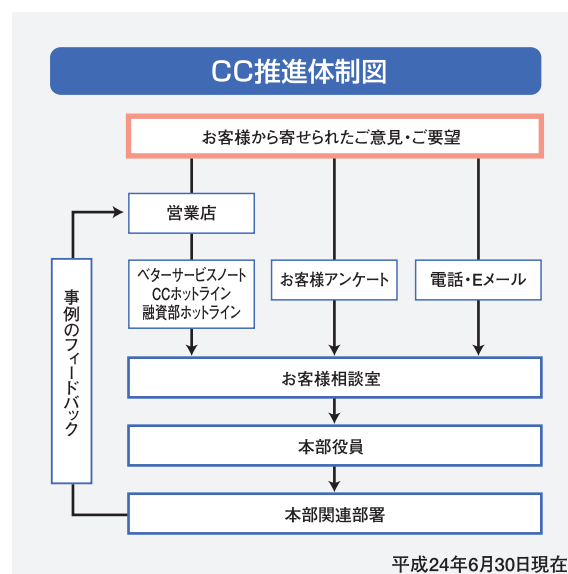 CC推進体制図
お客様から寄せられたご意見・ご要望
営業店
ベターサービスノート
CCホットライン
融資部ホットライン
お客様アンケート
電話・Eメール
事例のフィードバック
お客様相談室
本部役員
本部関連部署
平成24年6月30日現在